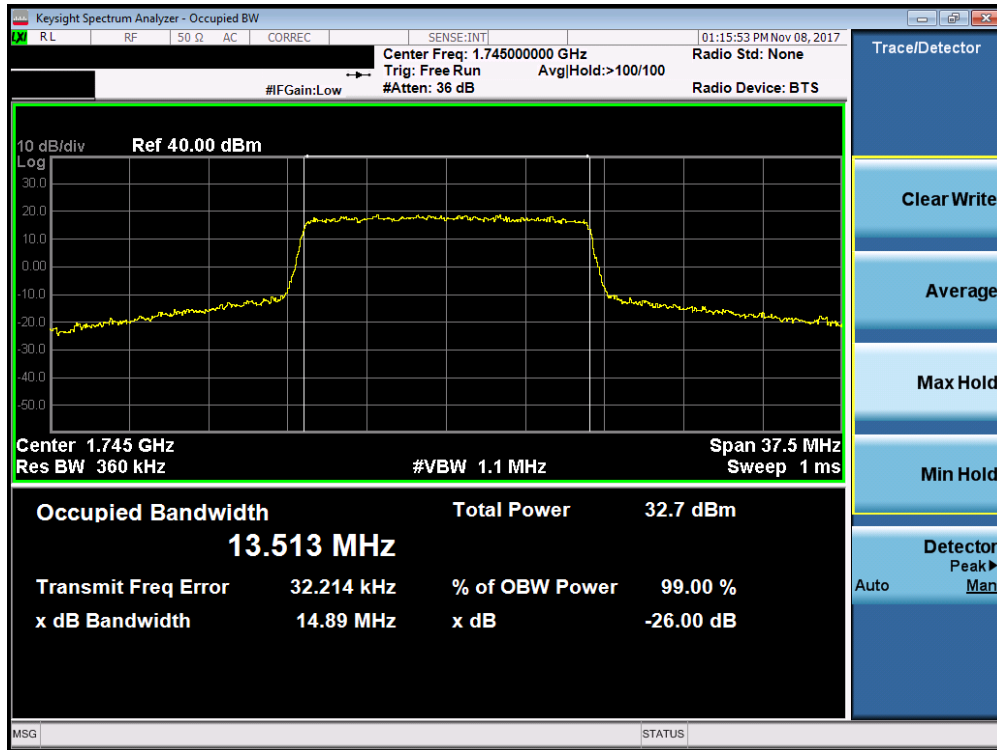 Keysight Spectrum Analyzer - Occupied BW
LXI RL RF 50 Ω AC CORREC SENSE:INT 01:15:53 PM Nov 08, 2017
Center Freq: 1.745000000 GHz Radio Std: None
Trig: Free Run Avg|Hold:>100/100
#IFGain:Low #Atten: 36 dB Radio Device: BTS
10 dB/div Ref 40.00 dBm
Log
30.0
20.0
10.0
0.00
-10.0
-20.0
-30.0
-40.0
-50.0
Center 1.745 GHz Span 37.5 MHz
Res BW 360 kHz #VBW 1.1 MHz Sweep 1 ms
Occupied Bandwidth Total Power 32.7 dBm
13.513 MHz
Transmit Freq Error 32.214 kHz % of OBW Power 99.00 %
x dB Bandwidth 14.89 MHz x dB -26.00 dB
MSG STATUS
Trace/Detector
Clear Write
Average
Max Hold
Min Hold
Detector
Peak▶
Auto Man